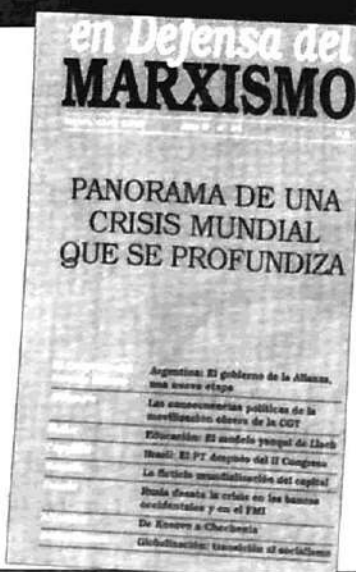 en Defensa del
MARXISMO
PANORAMA DE UNA
CRISIS MUNDIAL
QUE SE PROFUNDIZA
Argentina: El gobierno de la Alianza,
una nueva etapa
Las consecuencias políticas de la
movilización obrera de la CGT
Educación: El modelo yanqui de Llach
Brasil: El PT después del II Congreso
La ficticia mundialización del capital
Rusia desata la crisis en los bancos
occidentales y en el FMI
De Kosovo a Chechenia
Globalización: transición al socialismo